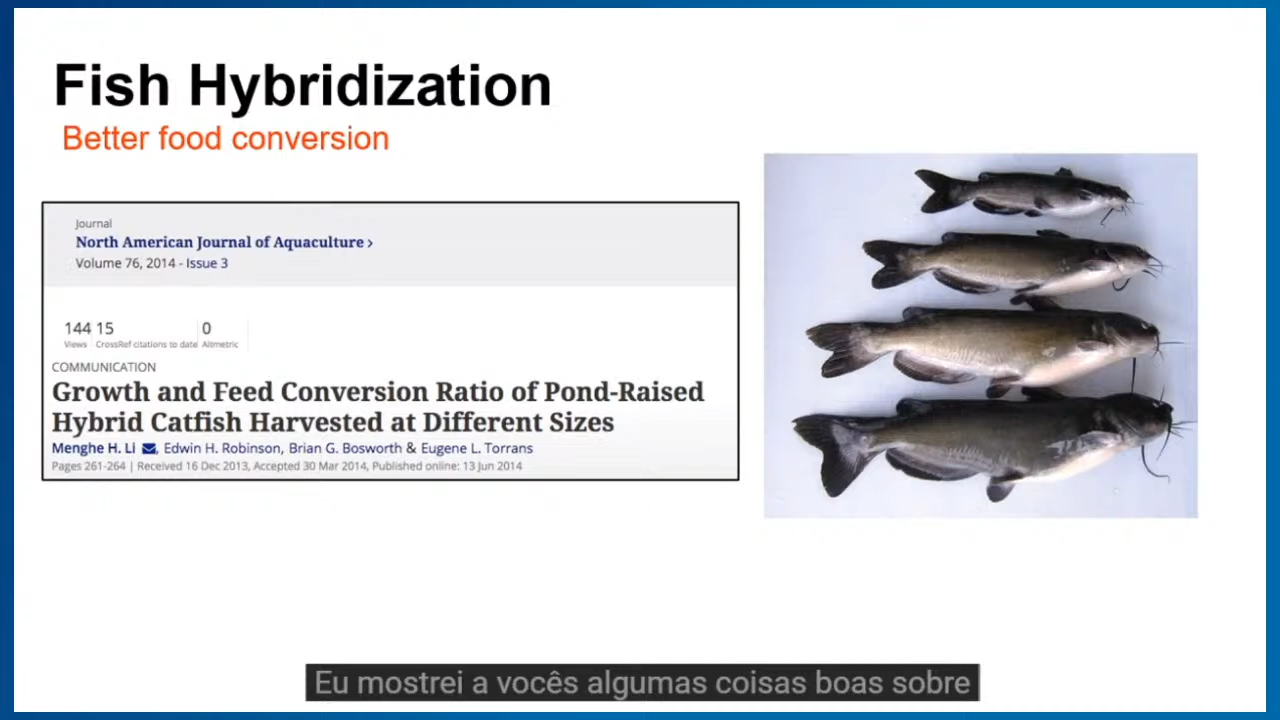 Fish Hybridization
Better food conversion
Journal
North American Journal of Aquaculture ›
Volume 76, 2014 - Issue 3
144 15 0
Views CrossRef citations to date Altmetric
COMMUNICATION
Growth and Feed Conversion Ratio of Pond-Raised
Hybrid Catfish Harvested at Different Sizes
Menghe H. Li, Edwin H. Robinson, Brian G. Bosworth & Eugene L. Torrans
Pages 261-264 | Received 16 Dec 2013, Accepted 30 Mar 2014, Published online: 13 Jun 2014
Eu mostrei a vocês algumas coisas boas sobre